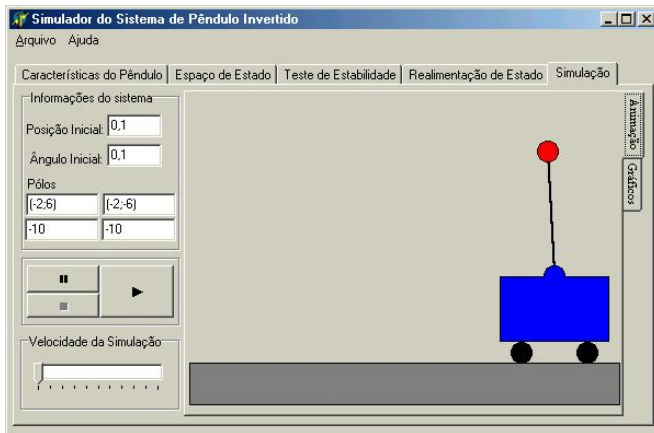 Simulador do Sistema de Pêndulo Invertido
Arquivo Ajuda
Características do Pêndulo Espaço de Estado Teste de Estabilidade Realimentação de Estado Simulação
Informações do sistema
Posição Inicial: 0,1
Ângulo Inicial: 0,1
Pólos
(-2;6) (-2;-6)
-10 -10
Velocidade da Simulação
Animação
Gráficos